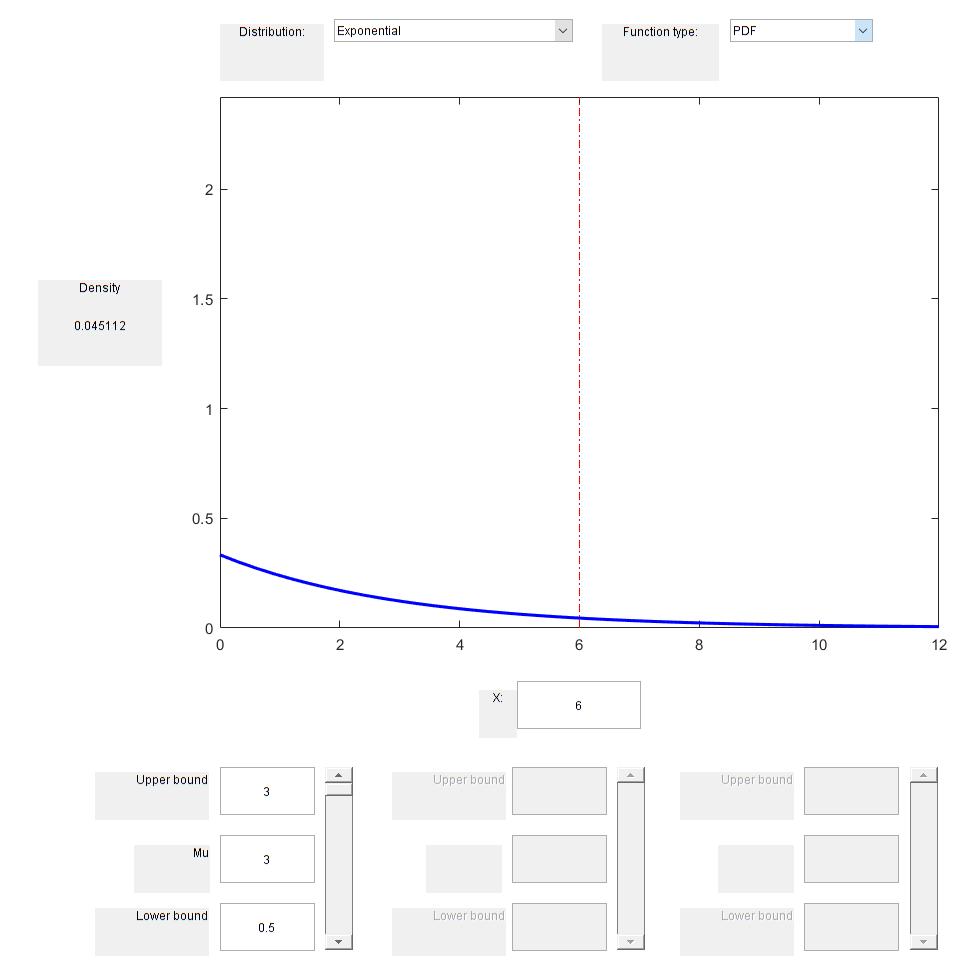 Distribution: Exponential Function type: PDF
2
Density
1.5
0.045112
1
0.5
0
0 2 4 6 8 10 12
X: 6
Upper bound 3 Upper bound Upper bound
Mu 3
Lower bound 0.5 Lower bound Lower bound